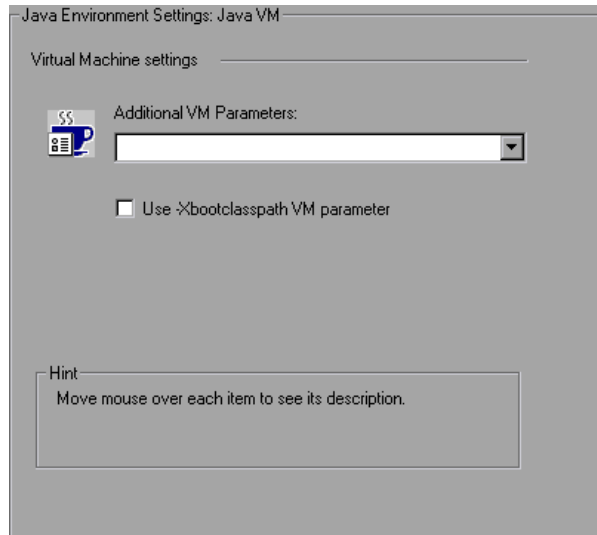 Java Environment Settings: Java VM
Virtual Machine settings
Additional VM Parameters:
Use -Xbootclasspath VM parameter
Hint
Move mouse over each item to see its description.